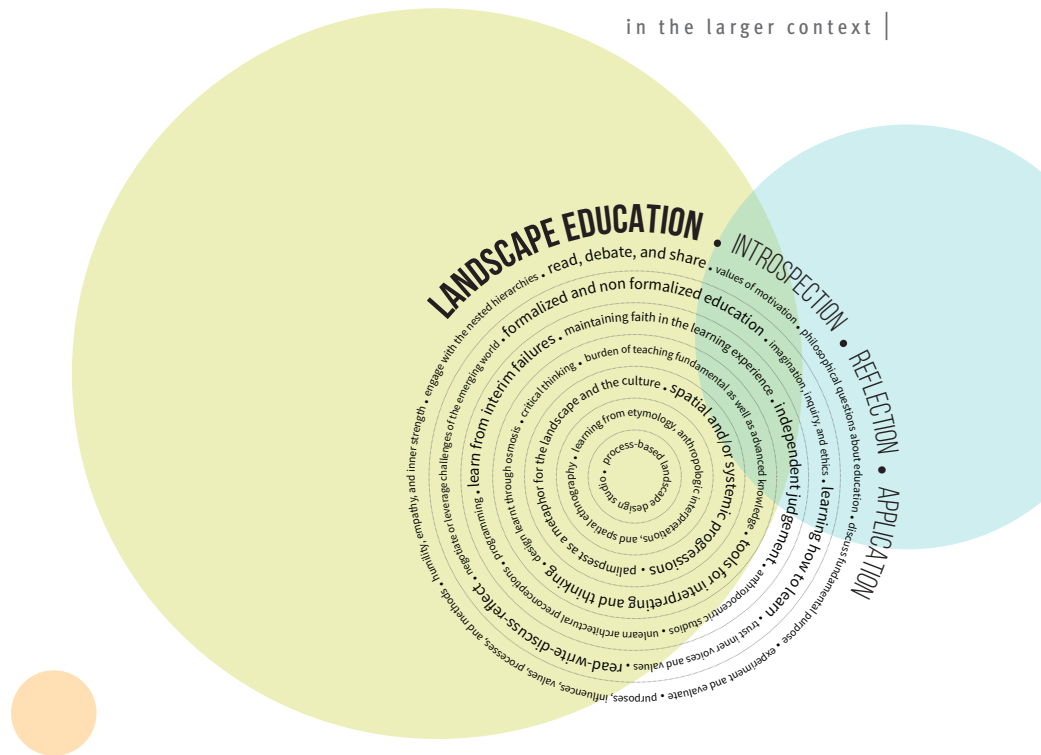 in the larger context |
LANDSCAPE EDUCATION • INTROSPECTION • REFLECTION • APPLICATION
engage with the nested hierarchies • read, debate, and share • values of motivation • philosophical questions about education • discuss fundamental purpose • experiment and evaluate • purposes, influences, values, processes, and methods • humility, empathy, and inner strength •
negotiate or leverage challenges of the emerging world • formalized and non formalized education • imagination, inquiry, and ethics • learning how to learn • trust inner voices and values • read-write-discuss-reflect •
learn from interim failures • maintaining faith in the learning experience • independent judgement • anthropocentric studios • unlearn architectural preconceptions • programming •
design learnt through osmosis • critical thinking • burden of teaching fundamental as well as advanced knowledge • tools for interpreting and thinking •
palimpsest as a metaphor for the landscape and the culture • spatial and/or systemic progressions •
learning from etymology, anthropologic interpretations, and spatial ethnography •
process-based landscape design studio •